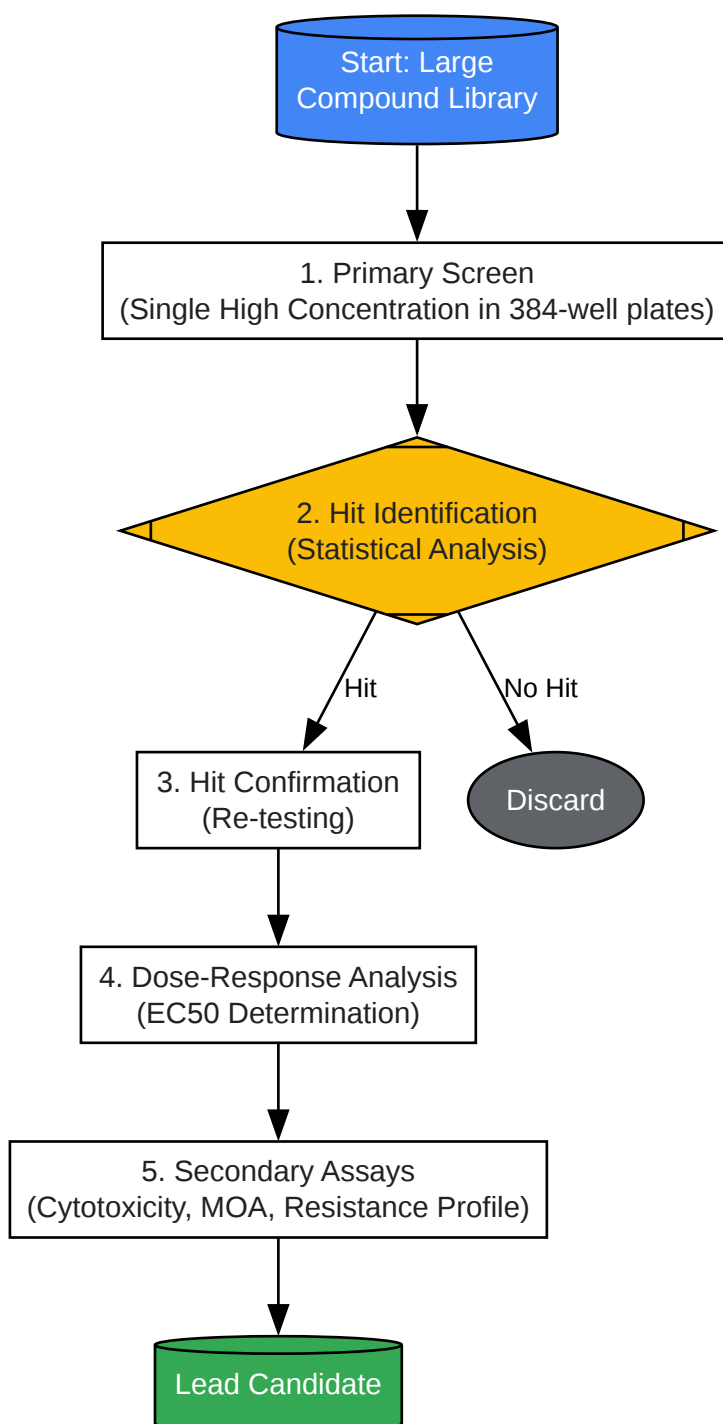 Start: Large
Compound Library
1. Primary Screen
(Single High Concentration in 384-well plates)
2. Hit Identification
(Statistical Analysis)
Hit
No Hit
3. Hit Confirmation
(Re-testing)
Discard
4. Dose-Response Analysis
(EC50 Determination)
5. Secondary Assays
(Cytotoxicity, MOA, Resistance Profile)
Lead Candidate